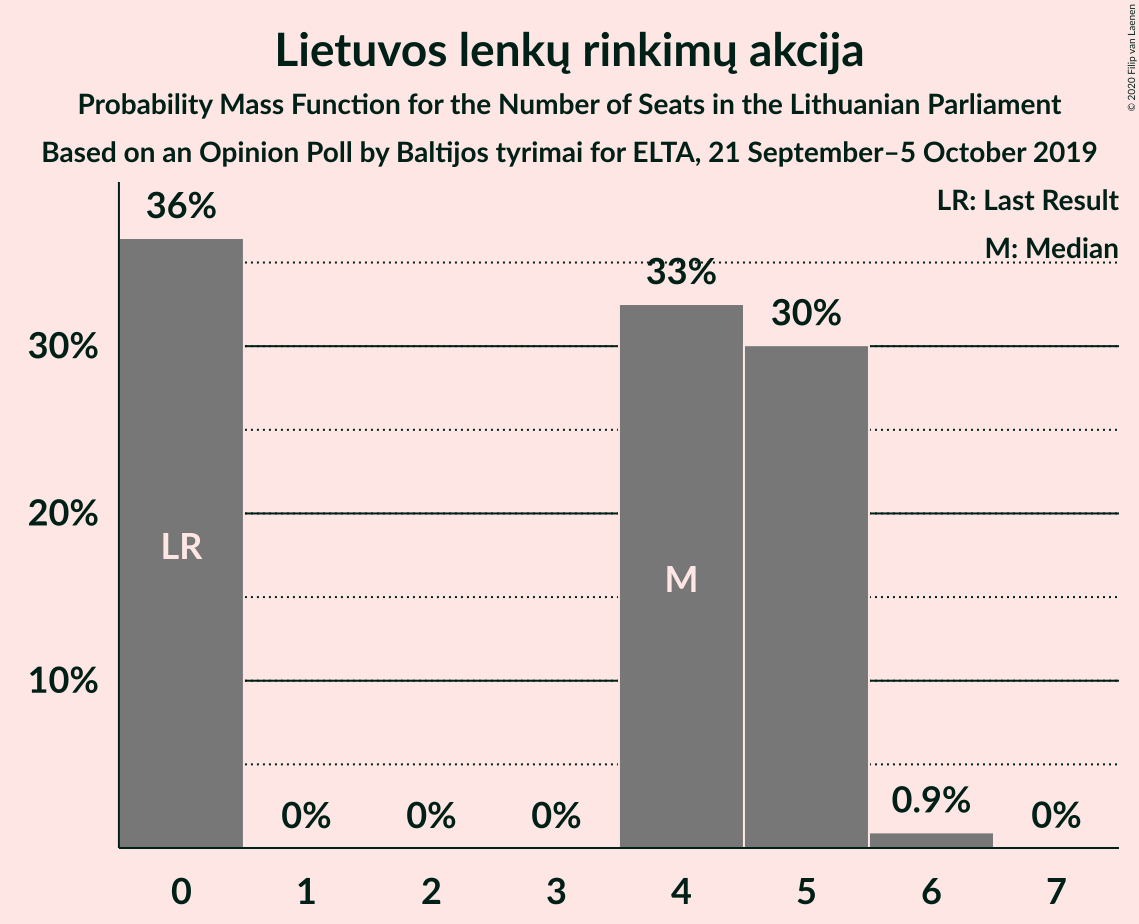 Lietuvos lenkų rinkimų akcija
Probability Mass Function for the Number of Seats in the Lithuanian Parliament
Based on an Opinion Poll by Baltijos tyrimai for ELTA, 21 September–5 October 2019
© 2020 Filip van Laenen
LR: Last Result
M: Median
36%
33%
30%
30%
20%
LR
M
10%
0%
0%
0%
0.9%
0%
0 1 2 3 4 5 6 7